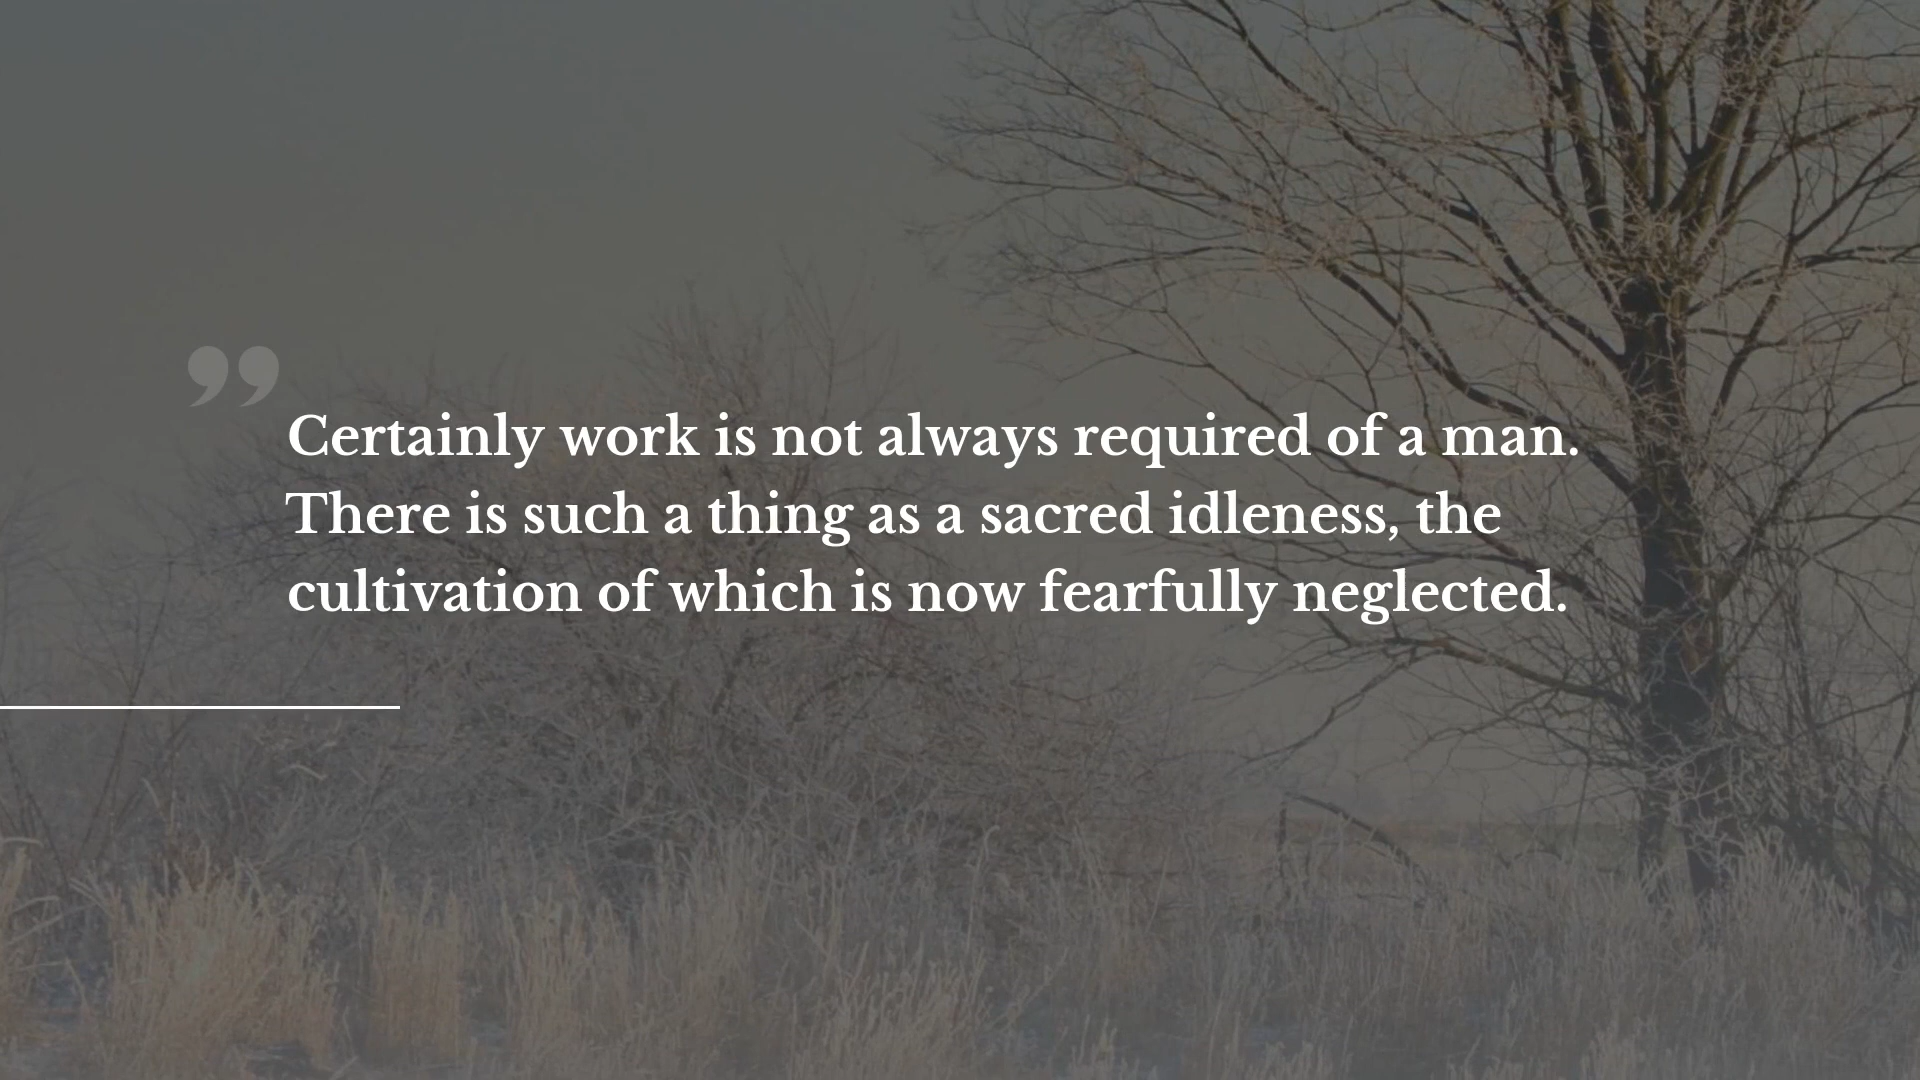 ”
Certainly work is not always required of a man.
There is such a thing as a sacred idleness, the
cultivation of which is now fearfully neglected.